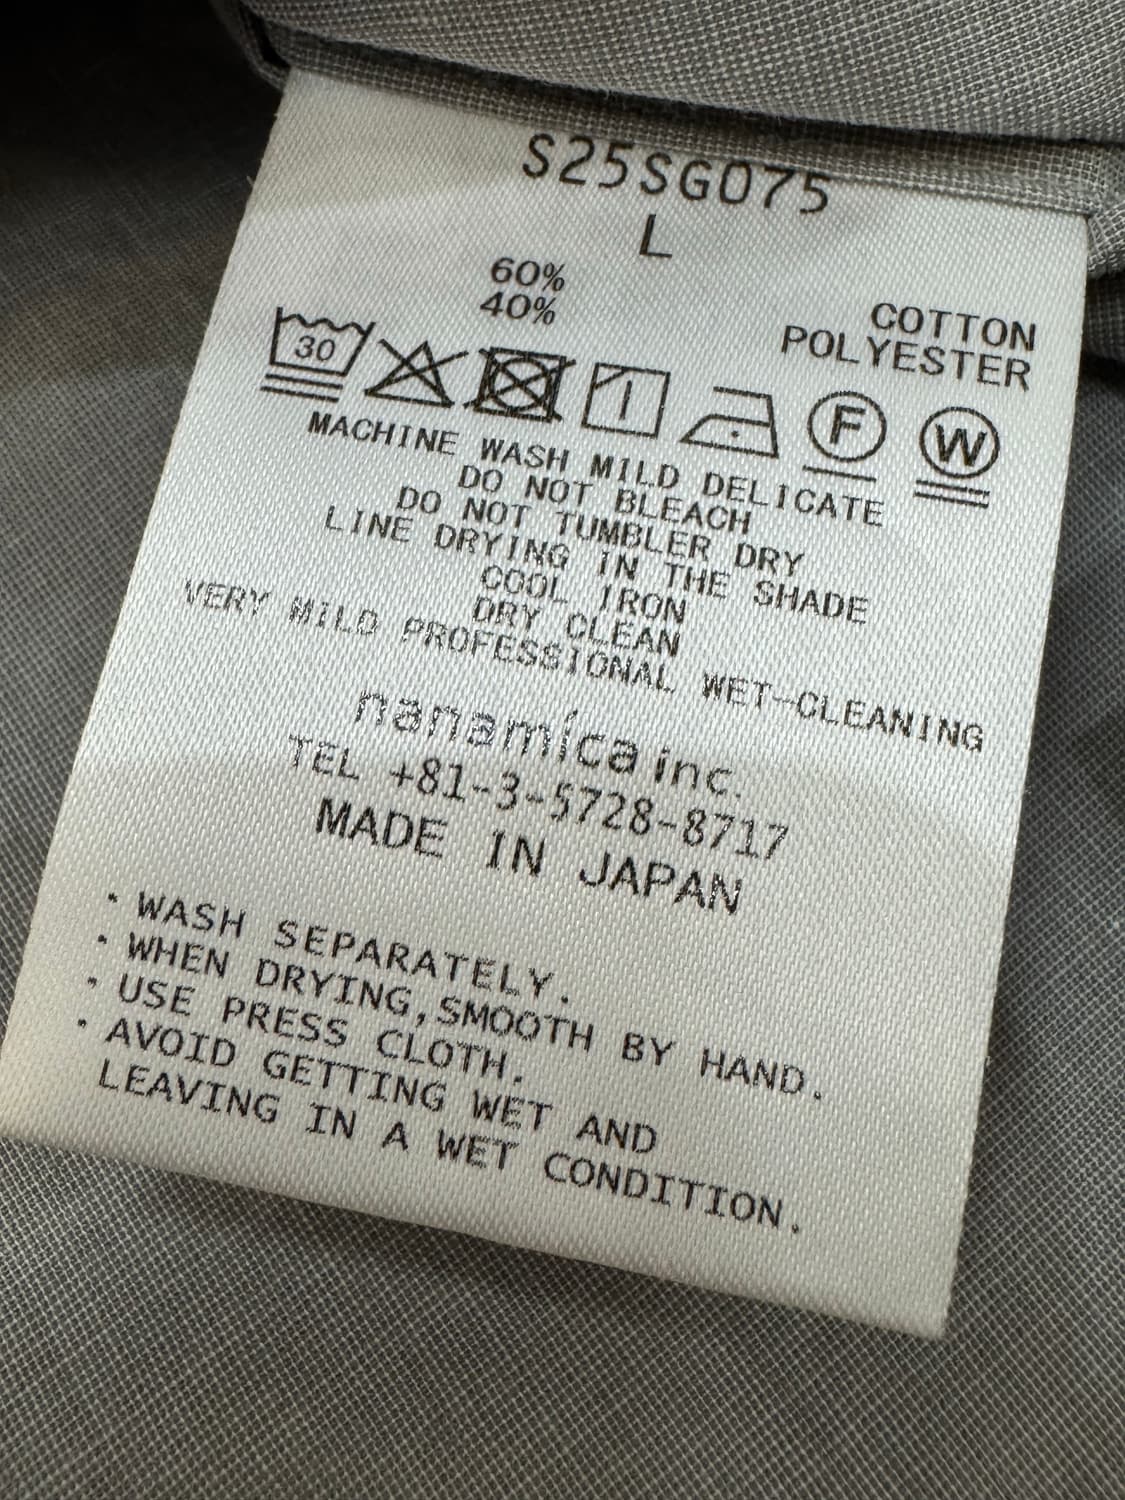 S25SG075
L
60% COTTON
40% POLYESTER
30 F W
MACHINE WASH MILD DELICATE
DO NOT BLEACH
DO NOT TUMBLER DRY
LINE DRYING IN THE SHADE
COOL IRON
DRY CLEAN
VERY MILD PROFESSIONAL WET-CLEANING
nanamica inc.
TEL +81-3-5728-8717
MADE IN JAPAN
・WASH SEPARATELY.
・WHEN DRYING,SMOOTH BY HAND.
・USE PRESS CLOTH.
・AVOID GETTING WET AND
LEAVING IN A WET CONDITION.